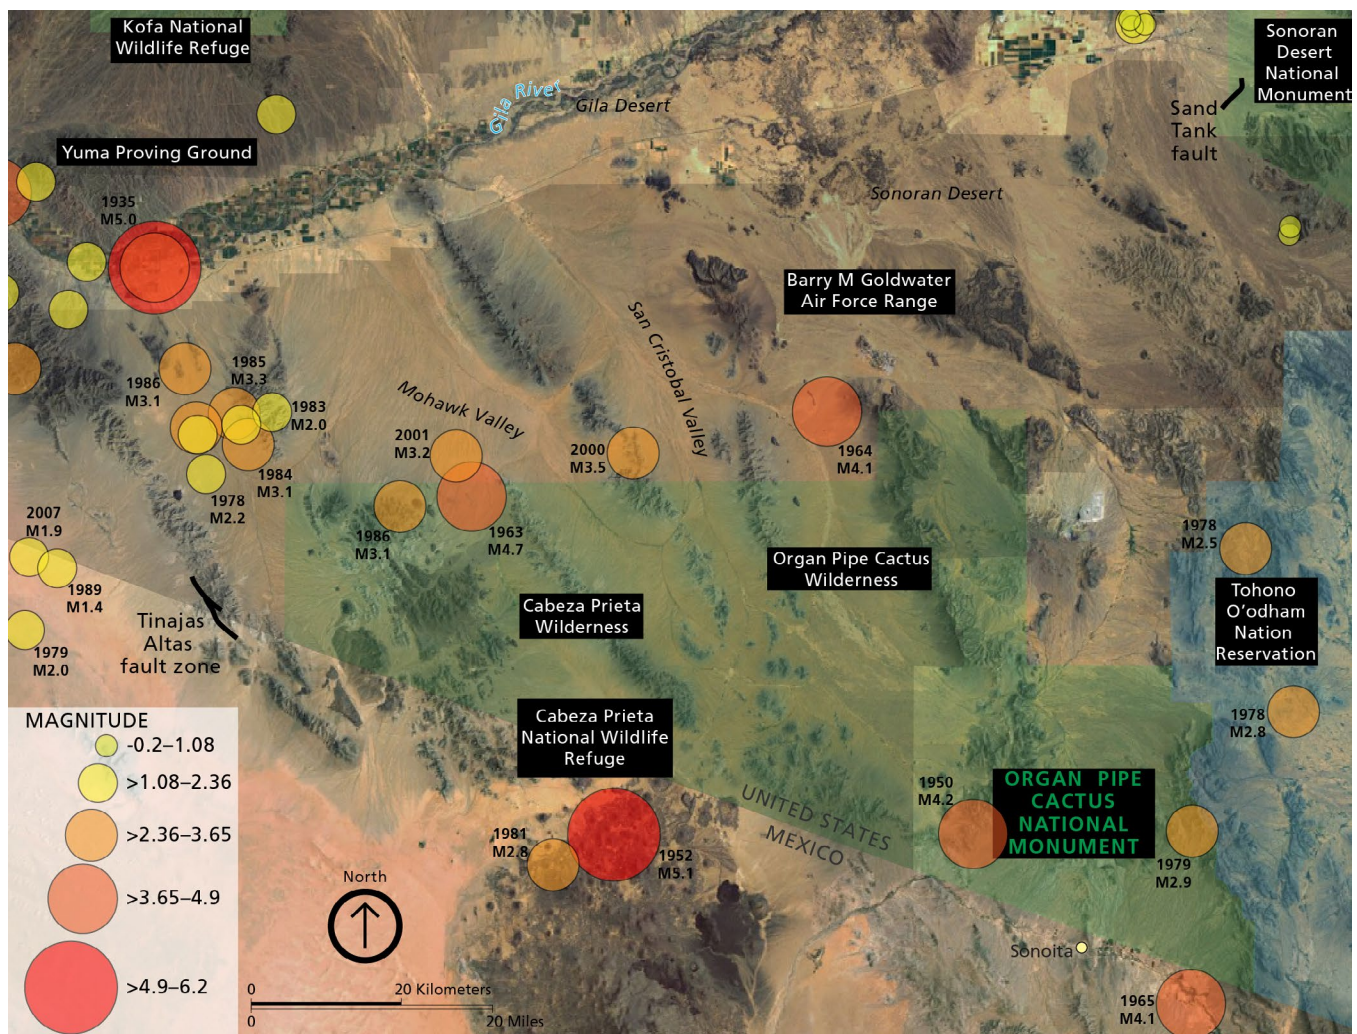 Kofa National
Wildlife Refuge
Sonoran
Desert
National
Monument
Gila River
Gila Desert
Sand
Tank
fault
Yuma Proving Ground
Sonoran Desert
1935
M5.0
Barry M Goldwater
Air Force Range
San Cristobal Valley
1985
M3.3
1986
M3.1
Mohawk Valley
1983
M2.0
2001
M3.2
2000
M3.5
1964
M4.1
1984
M3.1
1978
M2.2
2007
M1.9
1986
M3.1
1963
M4.7
1978
M2.5
Organ Pipe Cactus
Wilderness
1989
M1.4
Cabeza Prieta
Wilderness
Tohono
O’odham
Nation
Reservation
Tinajas
Altas
fault zone
1979
M2.0
Cabeza Prieta
National Wildlife
Refuge
1978
M2.8
MAGNITUDE
-0.2–1.08
>1.08–2.36
>2.36–3.65
>3.65–4.9
>4.9–6.2
1950
M4.2
ORGAN PIPE
CACTUS
NATIONAL
MONUMENT
UNITED STATES
MEXICO
1981
M2.8
1952
M5.1
1979
M2.9
North
Sonoita
0 20 Kilometers
0 20 Miles
1965
M4.1